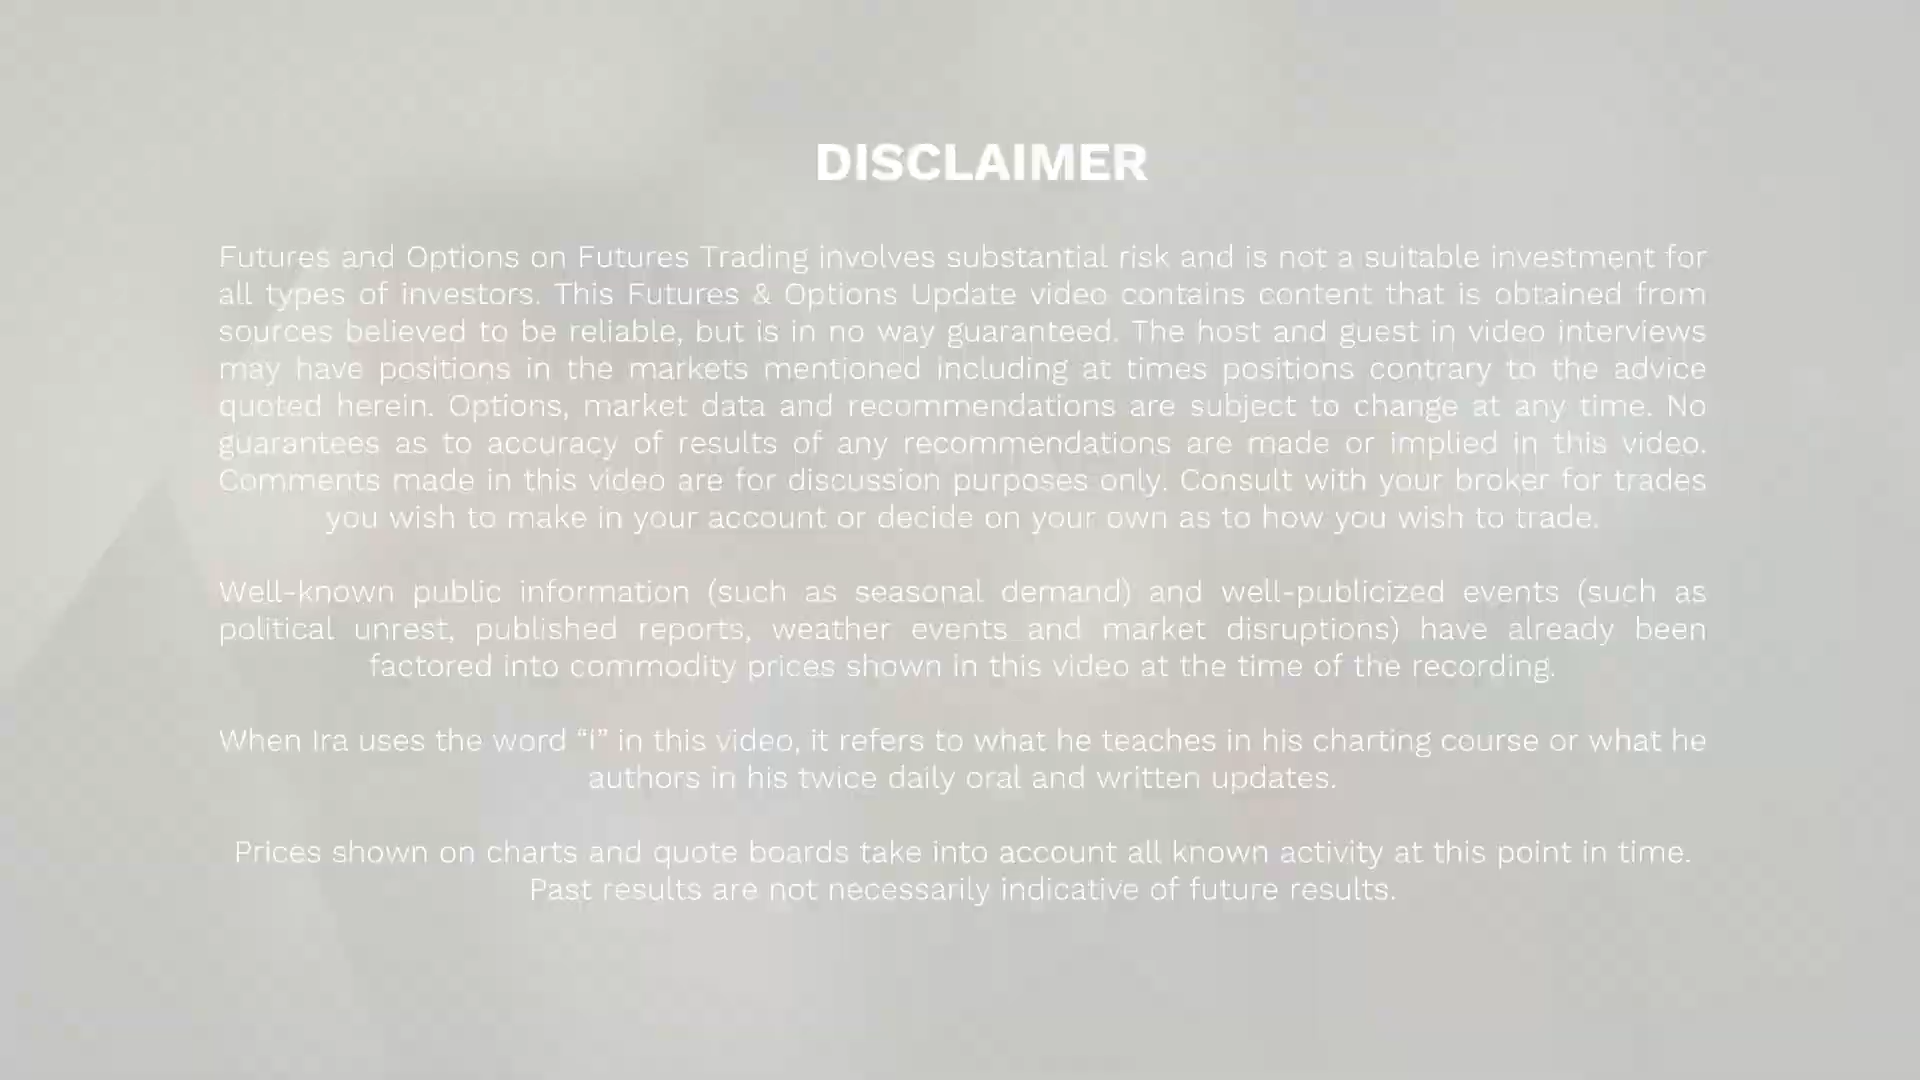 DISCLAIMER
Futures and Options on Futures Trading involves substantial risk and is not a suitable investment for
all types of investors. This Futures & Options Update video contains content that is obtained from
sources believed to be reliable, but is in no way guaranteed. The host and guest in video interviews
may have positions in the markets mentioned including at times positions contrary to the advice
quoted herein. Options, market data and recommendations are subject to change at any time. No
guarantees as to accuracy of results of any recommendations are made or implied in this video.
Comments made in this video are for discussion purposes only. Consult with your broker for trades
you wish to make in your account or decide on your own as to how you wish to trade.
Well-known public information (such as seasonal demand) and well-publicized events (such as
political unrest, published reports, weather events and market disruptions) have already been
factored into commodity prices shown in this video at the time of the recording.
When Ira uses the word “I” in this video, it refers to what he teaches in his charting course or what he
authors in his twice daily oral and written updates.
Prices shown on charts and quote boards take into account all known activity at this point in time.
Past results are not necessarily indicative of future results.